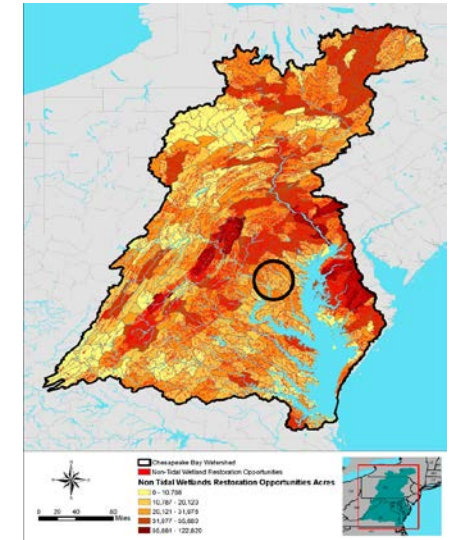 Chesapeake Bay Watershed
Non-Tidal Wetland Restoration Opportunities
Non Tidal Wetlands Restoration Opportunities Acres
0 - 10,786
10,787 - 20,120
20,121 - 31,976
31,977 - 55,880
55,881 - 122,820
0 20 40 80
Miles